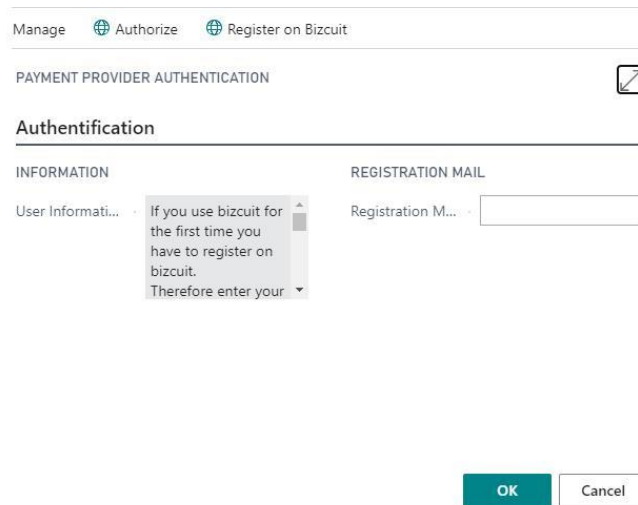 Manage Authorize Register on Bizcuit
PAYMENT PROVIDER AUTHENTICATION
Authentification
INFORMATION REGISTRATION MAIL
User Informati... If you use bizcuit for Registration M...
the first time you
have to register on
bizcuit.
Therefore enter your
OK Cancel